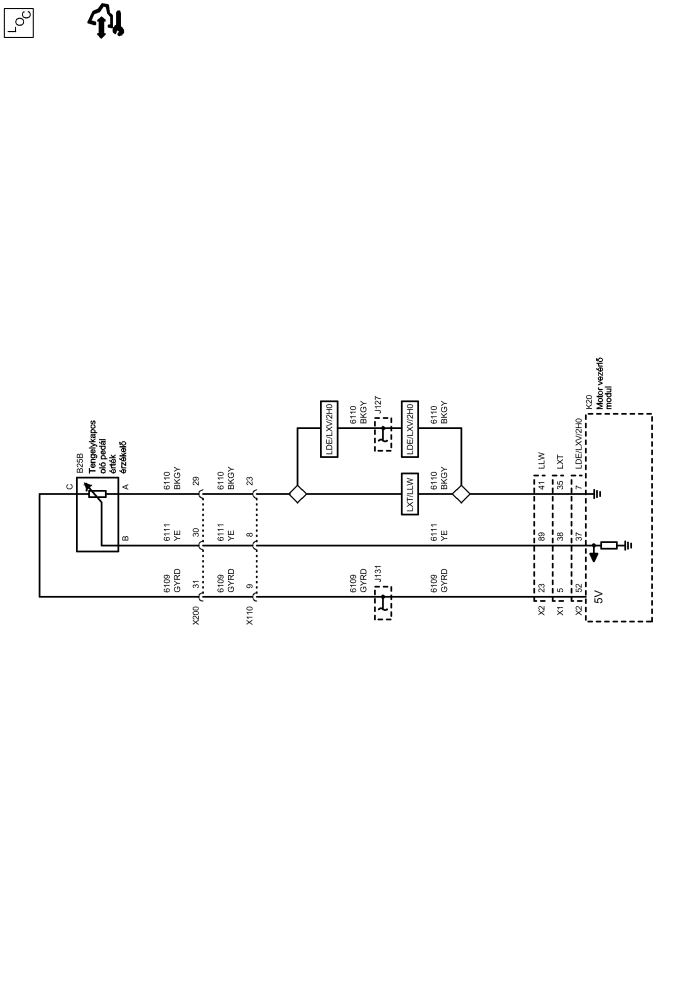 LOC
B25B
Tengelykapcs
oló pedál
érték
érzékelő
C
A
B
6110
BKGY
29
6110
BKGY
23
6111
YE
30
6111
YE
8
6109
GYRD
31
6109
GYRD
9
X200
X110
LDE/LXV/2H0
6110
BKGY
J127
LDE/LXV/2H0
6110
BKGY
LXT/LLW
6110
BKGY
6111
YE
6109
GYRD
J131
6109
GYRD
41
LLW
35
LXT
7
LDE/LXV/2H0
89
38
37
23
5
52
X2
X1
X2
K20
Motor vezérlő
modul
5V